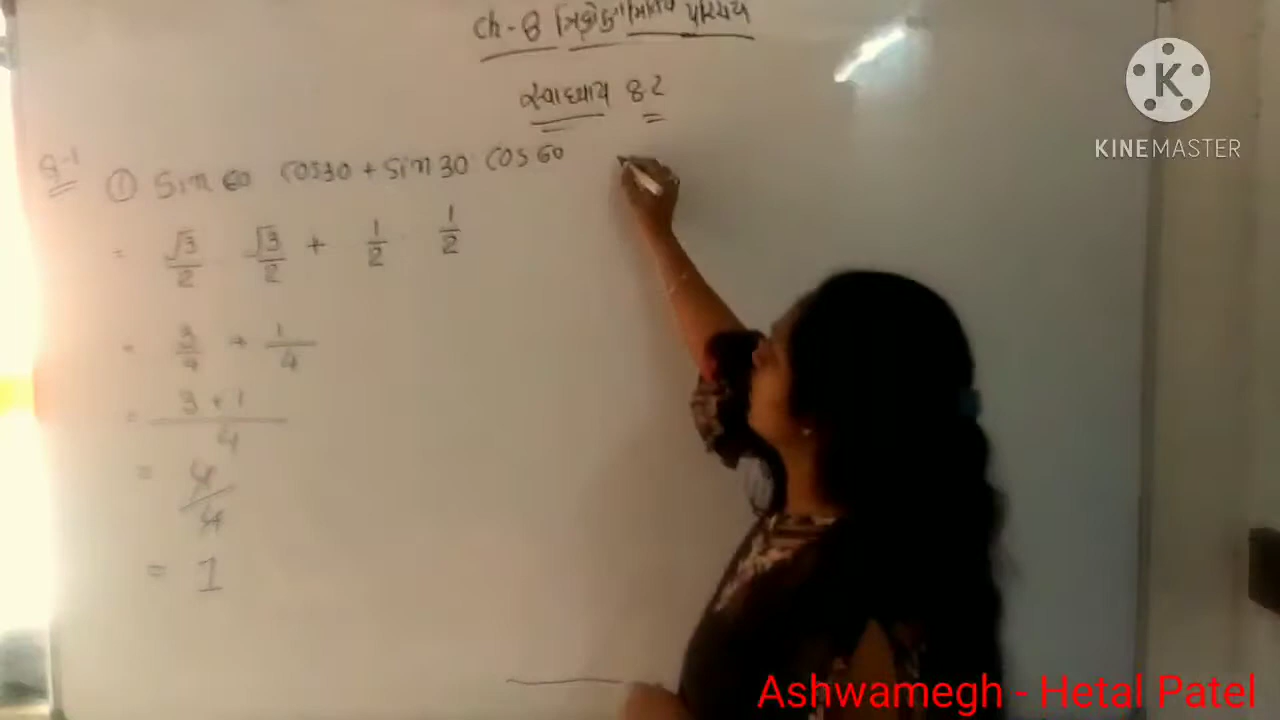 Ch - 8 ત્રિકોણમિતિય પરિચય
સ્વાધ્યાય 8.2
Q-1
① Sin 60 cos30 + Sin 30 cos 60
= √3/2 √3/2 + 1/2 1/2
= 3/4 + 1/4
= 3+1/4
= 4/4
= 1
K
KINEMASTER
Ashwamegh - Hetal Patel